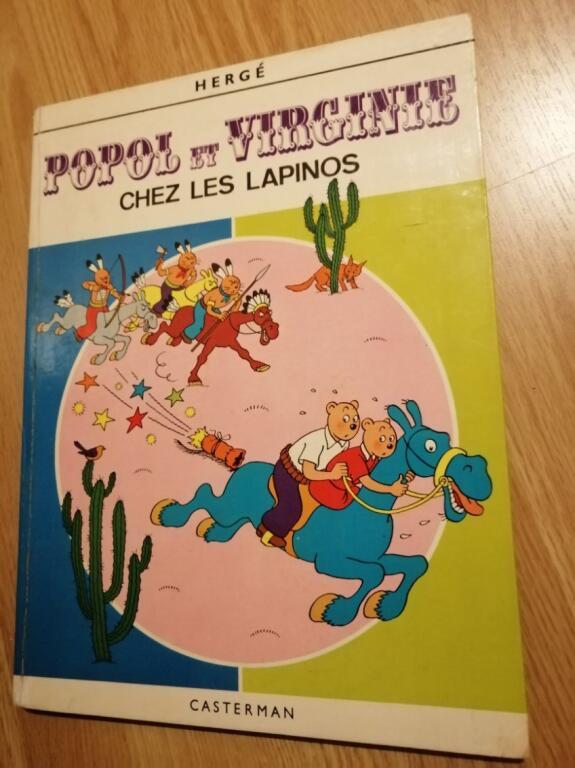 HERGÉ
POPOL ET VIRGINIE
CHEZ LES LAPINOS
CASTERMAN